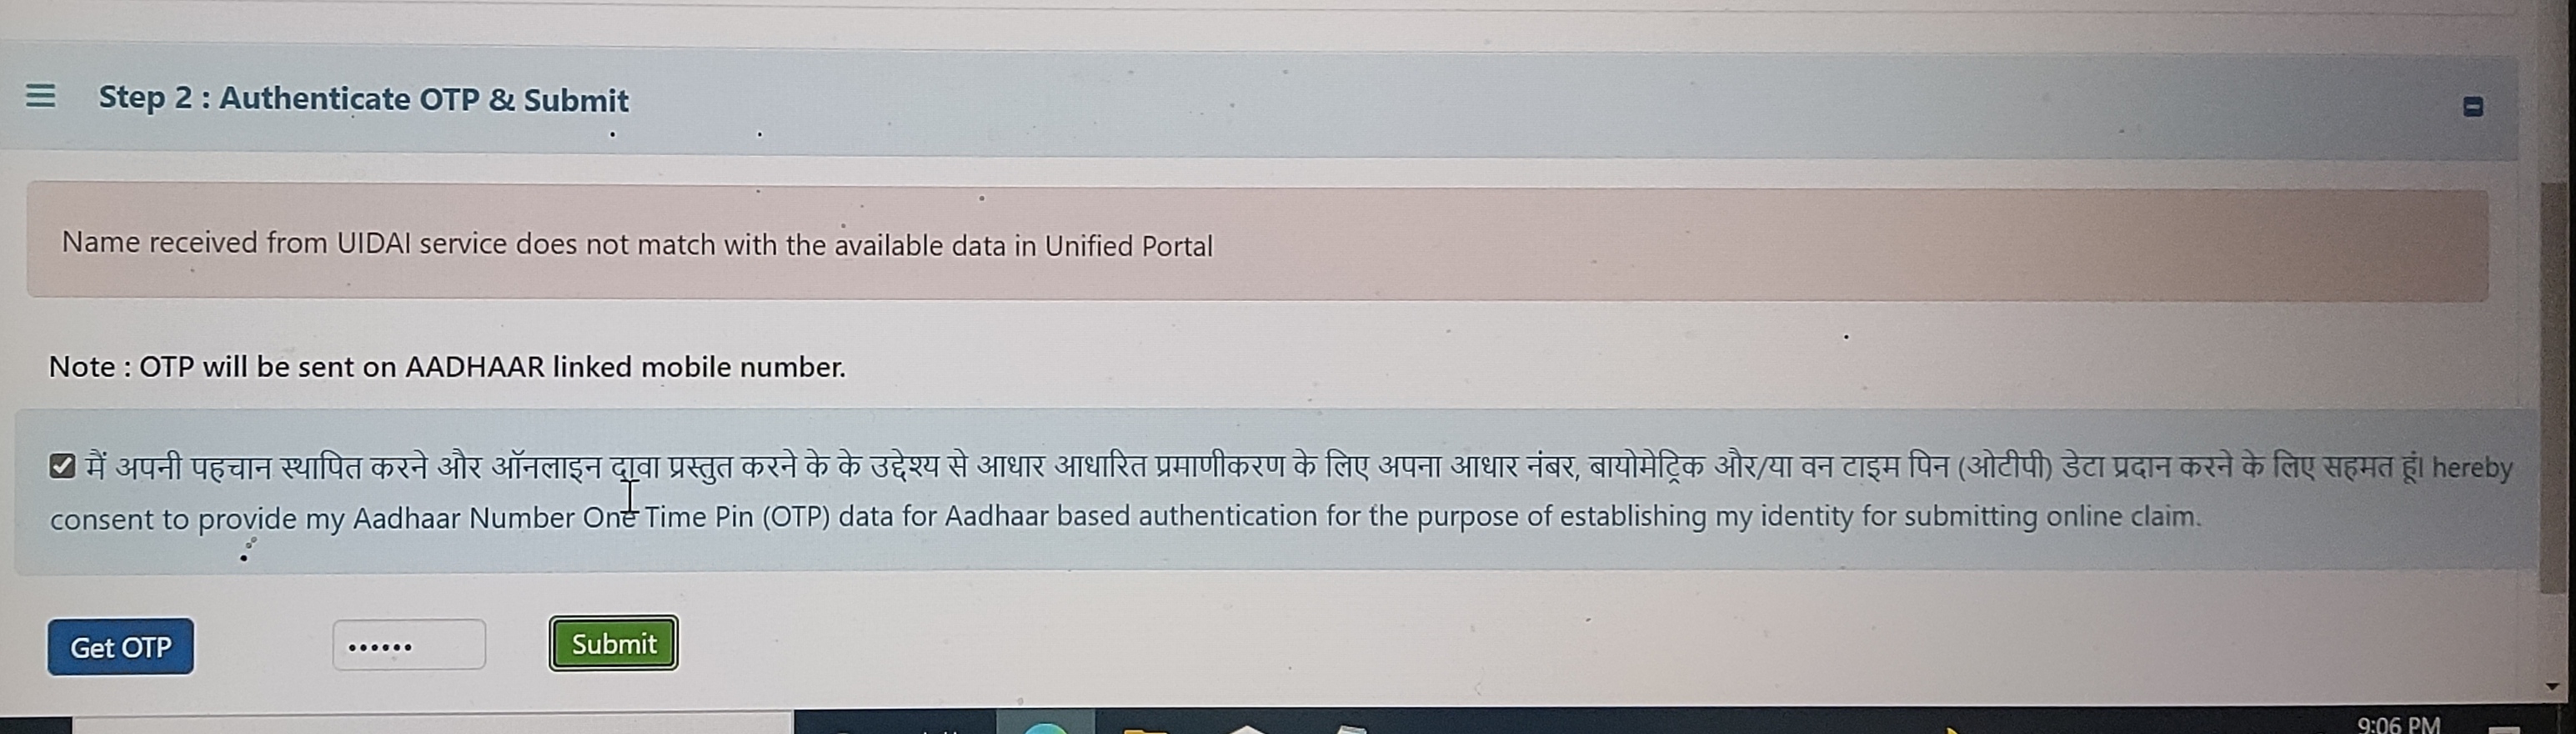 Step 2 : Authenticate OTP & Submit
Name received from UIDAI service does not match with the available data in Unified Portal
Note : OTP will be sent on AADHAAR linked mobile number.
मैं अपनी पहचान स्थापित करने और ऑनलाइन दावा प्रस्तुत करने के के उद्देश्य से आधार आधारित प्रमाणीकरण के लिए अपना आधार नंबर, बायोमेट्रिक और/या वन टाइम पिन (ओटीपी) डेटा प्रदान करने के लिए सहमत हूं। hereby
consent to provide my Aadhaar Number One Time Pin (OTP) data for Aadhaar based authentication for the purpose of establishing my identity for submitting online claim.
Get OTP •••••• Submit
9:06 PM